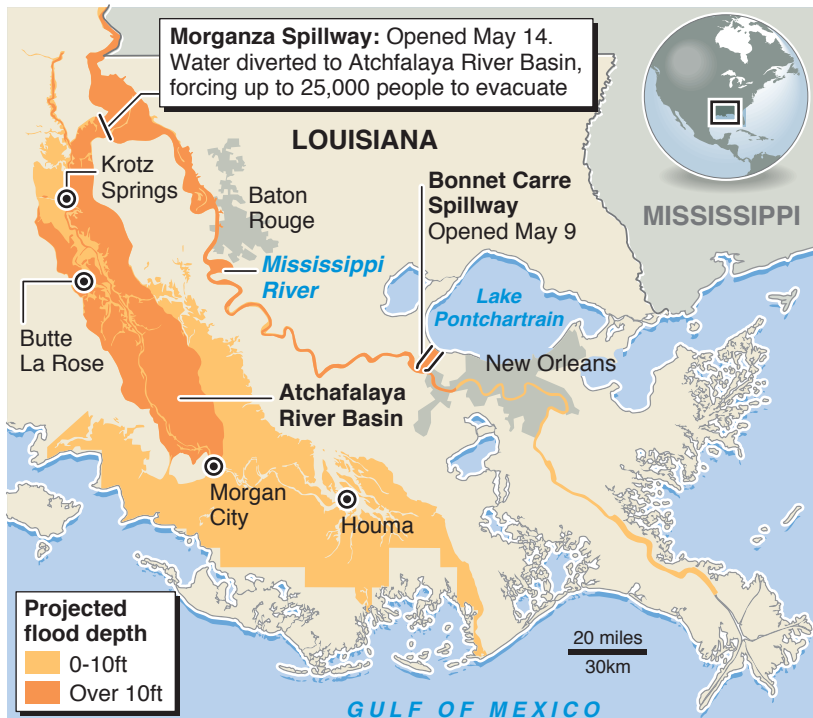 Morganza Spillway: Opened May 14.
Water diverted to Atchfalaya River Basin,
forcing up to 25,000 people to evacuate
LOUISIANA
Krotz
Springs
Baton
Rouge
Bonnet Carre
Spillway
Opened May 9
MISSISSIPPI
Mississippi
River
Lake
Pontchartrain
Butte
La Rose
New Orleans
Atchafalaya
River Basin
Morgan
City
Houma
Projected
flood depth
0-10ft
Over 10ft
20 miles
30km
GULF OF MEXICO